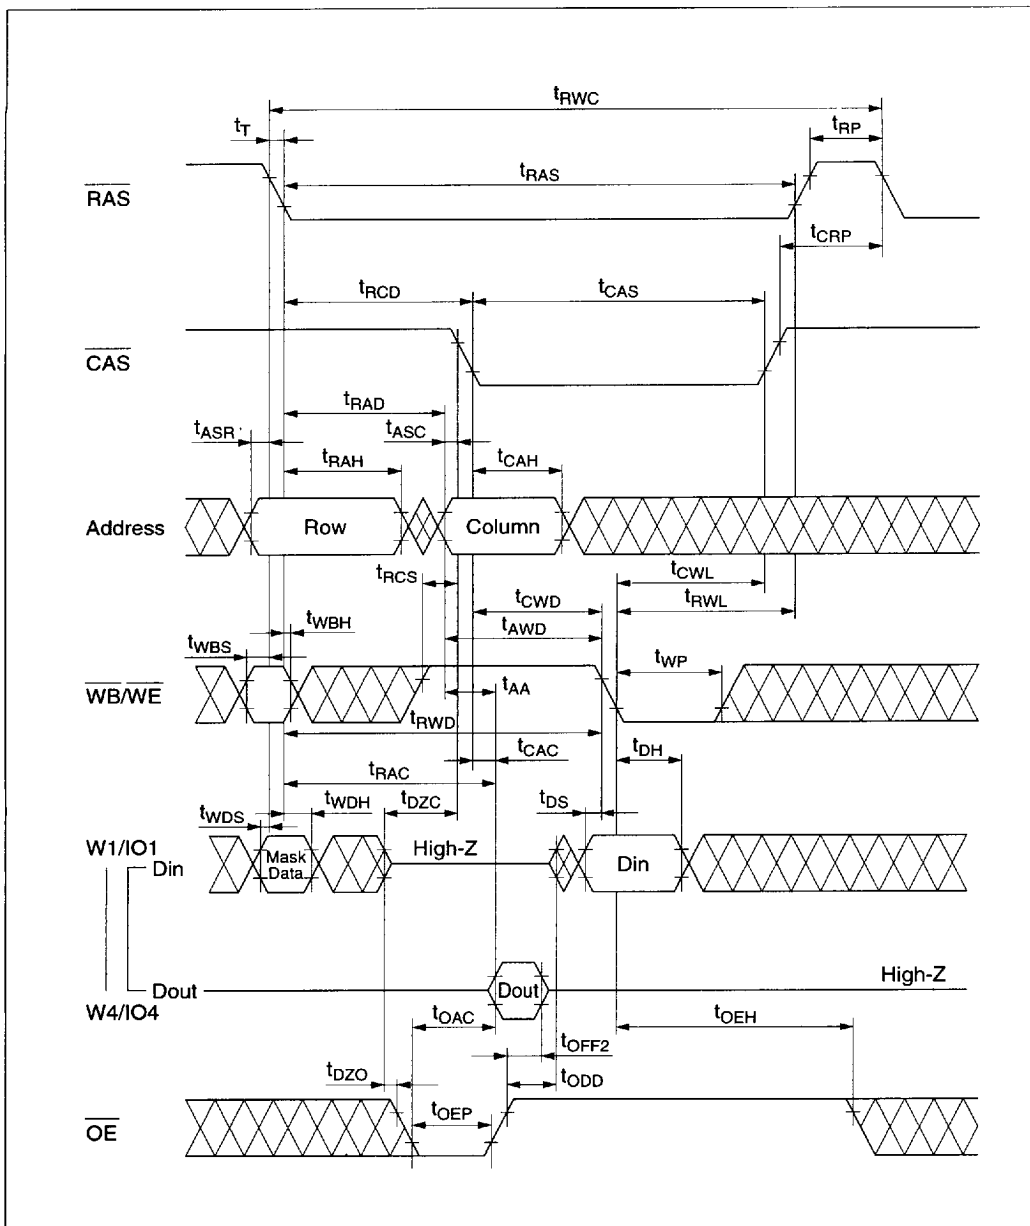 tRWC
tT
tRP
RAS
tRAS
tCRP
tRCD
tCAS
CAS
tRAD
tASR
tASC
tRAH
tCAH
Address
Row
Column
tRCS
tCWL
tCWD
tRWL
tWBH
tAWD
tWBS
tWP
WB/WE
tAA
tRWD
tDH
tCAC
tRAC
tWDH
tDZC
tDS
tWDS
W1/IO1
Din
Mask
Data
High-Z
Din
Dout
Dout
High-Z
W4/IO4
tOAC
tOEH
tOFF2
tDZO
tODD
tOEP
OE